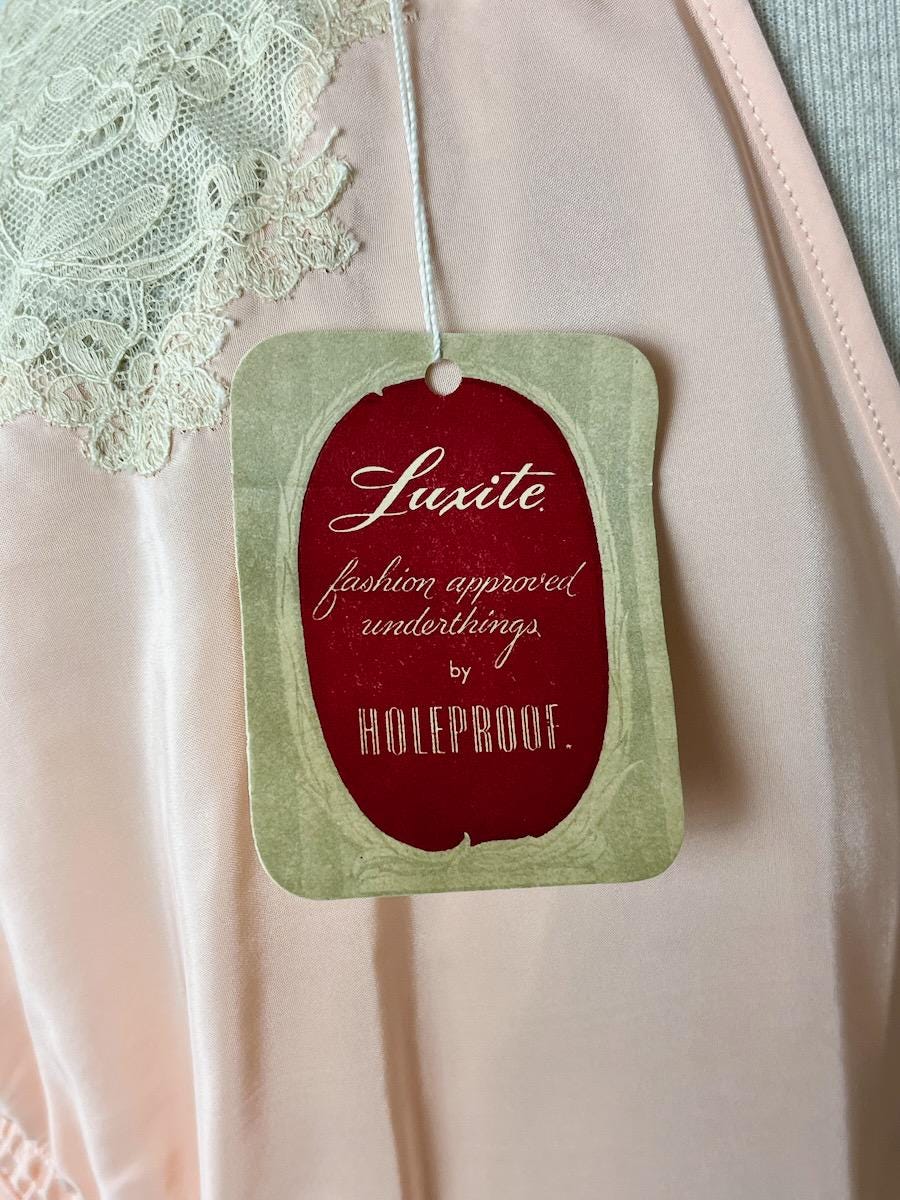 Luxite.
fashion approved
underthings
by
HOLEPROOF.